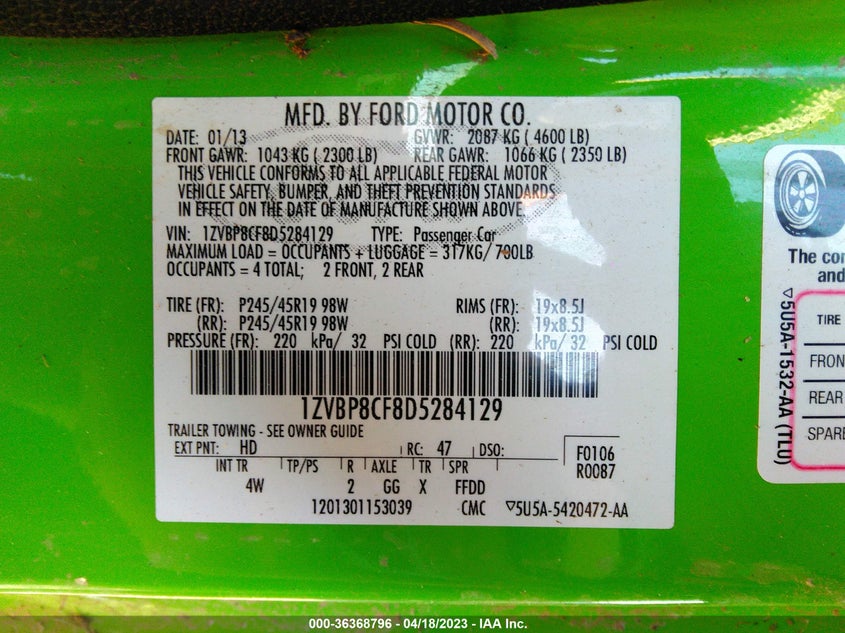 MFD. BY FORD MOTOR CO.
DATE: 01/13 GVWR: 2087 KG ( 4600 LB)
FRONT GAWR: 1043 KG ( 2300 LB) REAR GAWR: 1066 KG ( 2350 LB)
THIS VEHICLE CONFORMS TO ALL APPLICABLE FEDERAL MOTOR
VEHICLE SAFETY, BUMPER, AND THEFT PREVENTION STANDARDS
IN EFFECT ON THE DATE OF MANUFACTURE SHOWN ABOVE.
VIN: 1ZVBP8CF8D5284129 TYPE: Passenger Car
MAXIMUM LOAD = OCCUPANTS + LUGGAGE = 317KG/ 700LB
OCCUPANTS = 4 TOTAL; 2 FRONT, 2 REAR
TIRE (FR): P245/45R19 98W RIMS (FR): 19x8.5J
(RR): P245/45R19 98W (RR): 19x8.5J
PRESSURE (FR): 220 kPa/ 32 PSI COLD (RR): 220 kPa/ 32 PSI COLD
1ZVBP8CF8D5284129
TRAILER TOWING - SEE OWNER GUIDE
EXT PNT: HD RC: 47 DSO:
F0106
R0087
INT TR TP/PS R AXLE TR SPR
4W 2 GG X FFDD
1201301153039 CMC ▽5U5A-5420472-AA
▽5U5A-1532-AA (TLU)
The
and
TIRE
FRON
REAR
SPARE
000-36368796 - 04/18/2023 - IAA Inc.